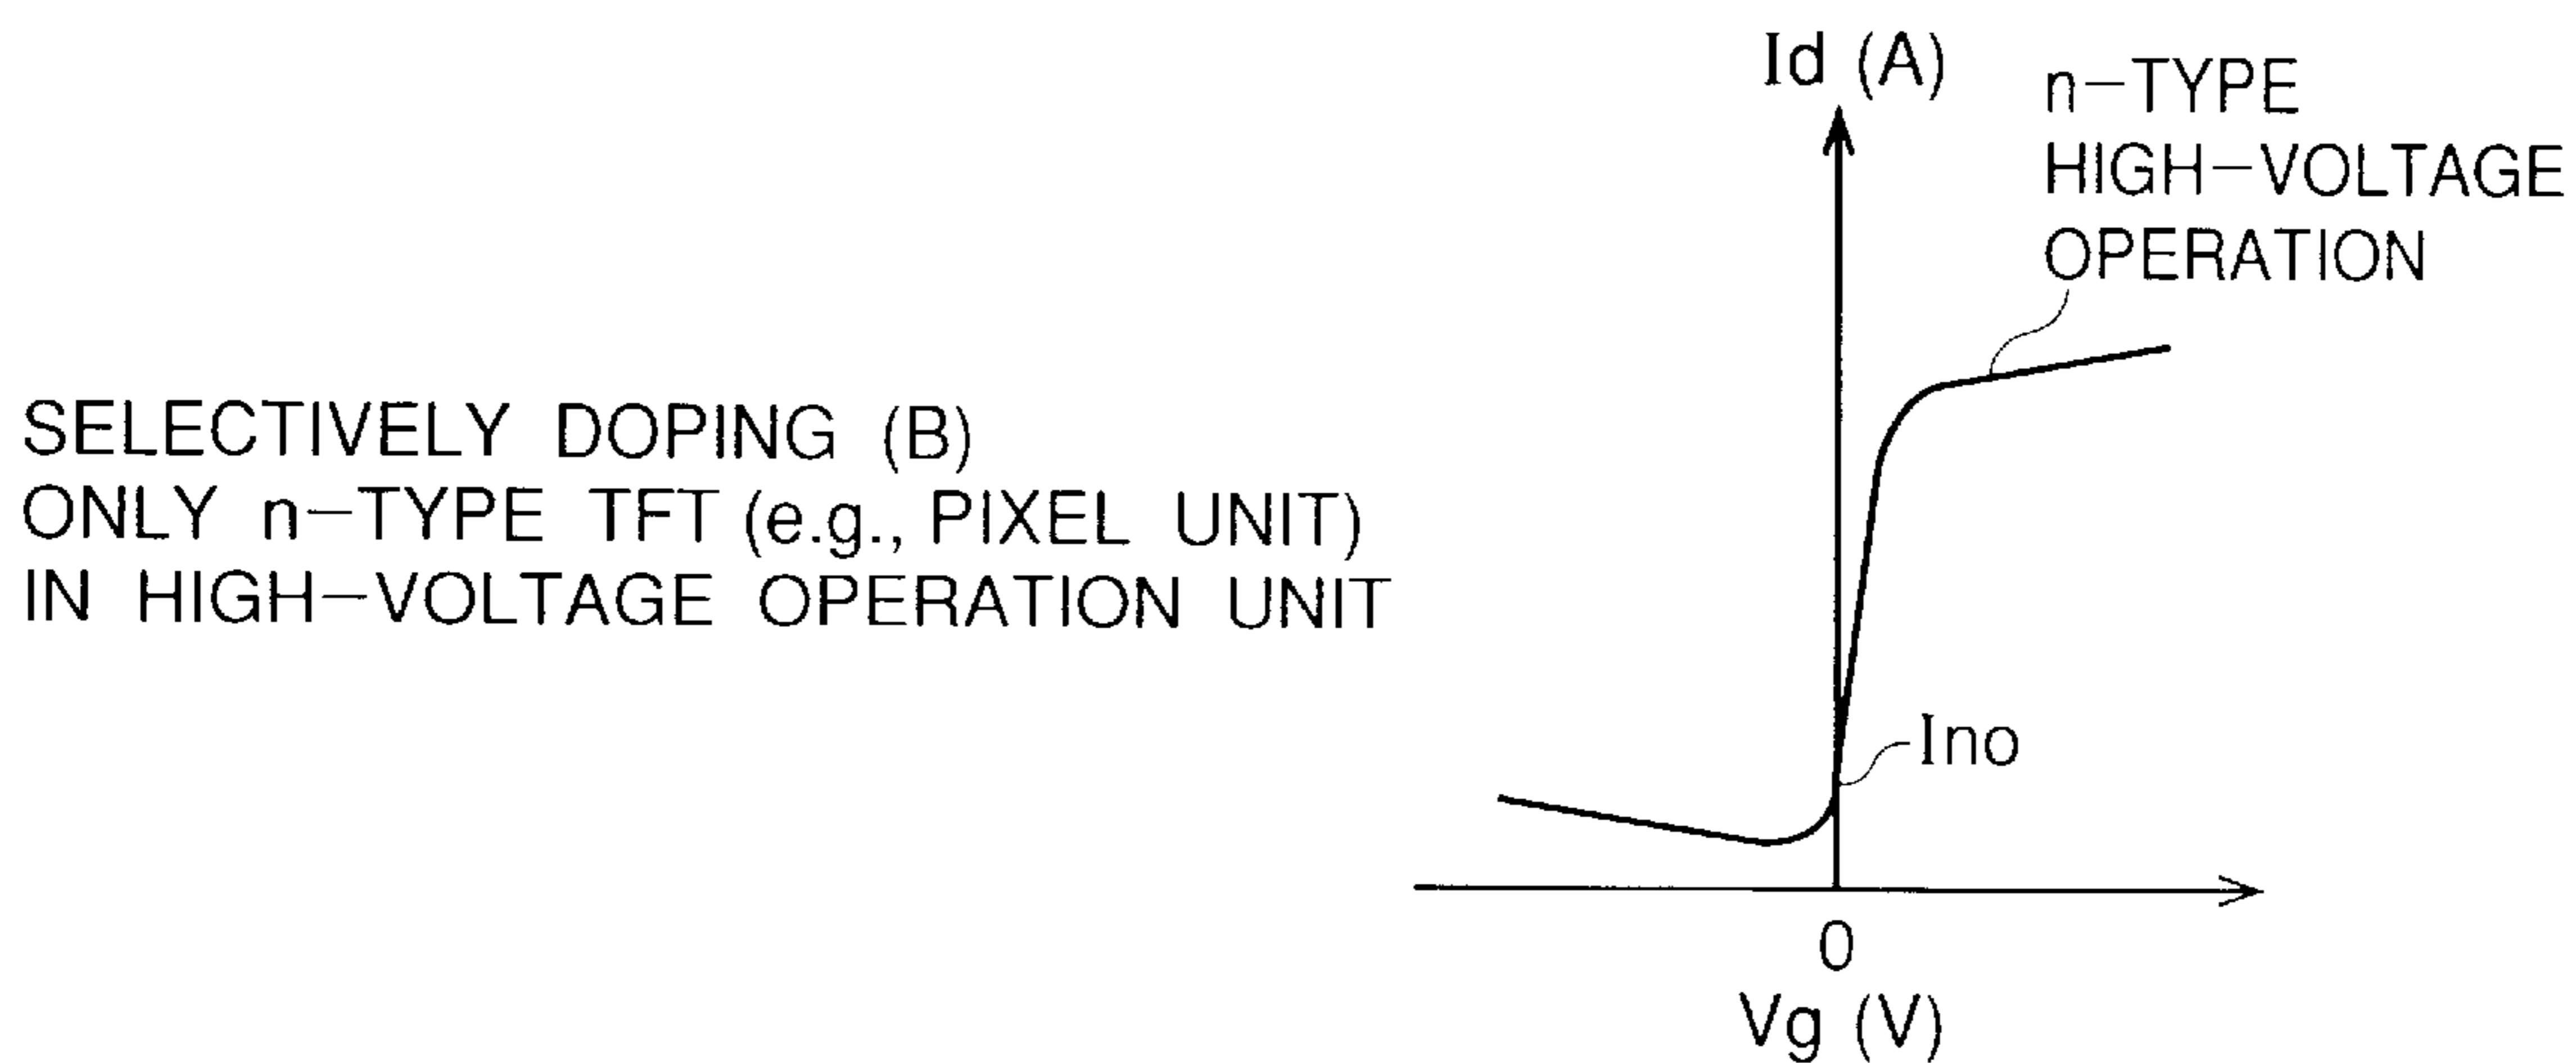 SELECTIVELY DOPING (B)
ONLY n-TYPE TFT (e.g., PIXEL UNIT)
IN HIGH-VOLTAGE OPERATION UNIT
Id (A)
n-TYPE
HIGH-VOLTAGE
OPERATION
Ino
0
Vg (V)